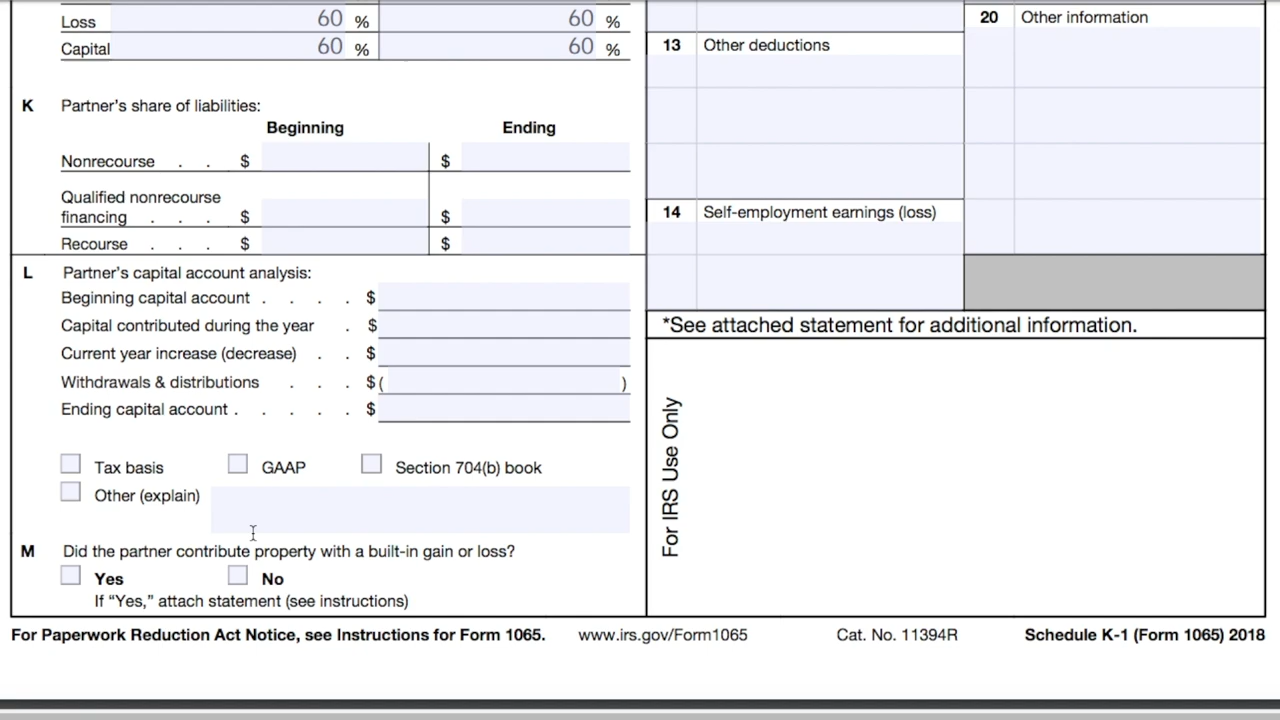 Loss 60 % 60 %
Capital 60 % 60 %
K Partner's share of liabilities:
Beginning Ending
Nonrecourse . . $ $
Qualified nonrecourse
financing . . . $ $
Recourse . . . $ $
L Partner's capital account analysis:
Beginning capital account . . . . $
Capital contributed during the year . $
Current year increase (decrease) . . $
Withdrawals & distributions . . . $ ( )
Ending capital account . . . . . $
Tax basis GAAP Section 704(b) book
Other (explain)
M Did the partner contribute property with a built-in gain or loss?
Yes No
If "Yes," attach statement (see instructions)
20 Other information
13 Other deductions
14 Self-employment earnings (loss)
*See attached statement for additional information.
For IRS Use Only
For Paperwork Reduction Act Notice, see Instructions for Form 1065. www.irs.gov/Form1065 Cat. No. 11394R Schedule K-1 (Form 1065) 2018